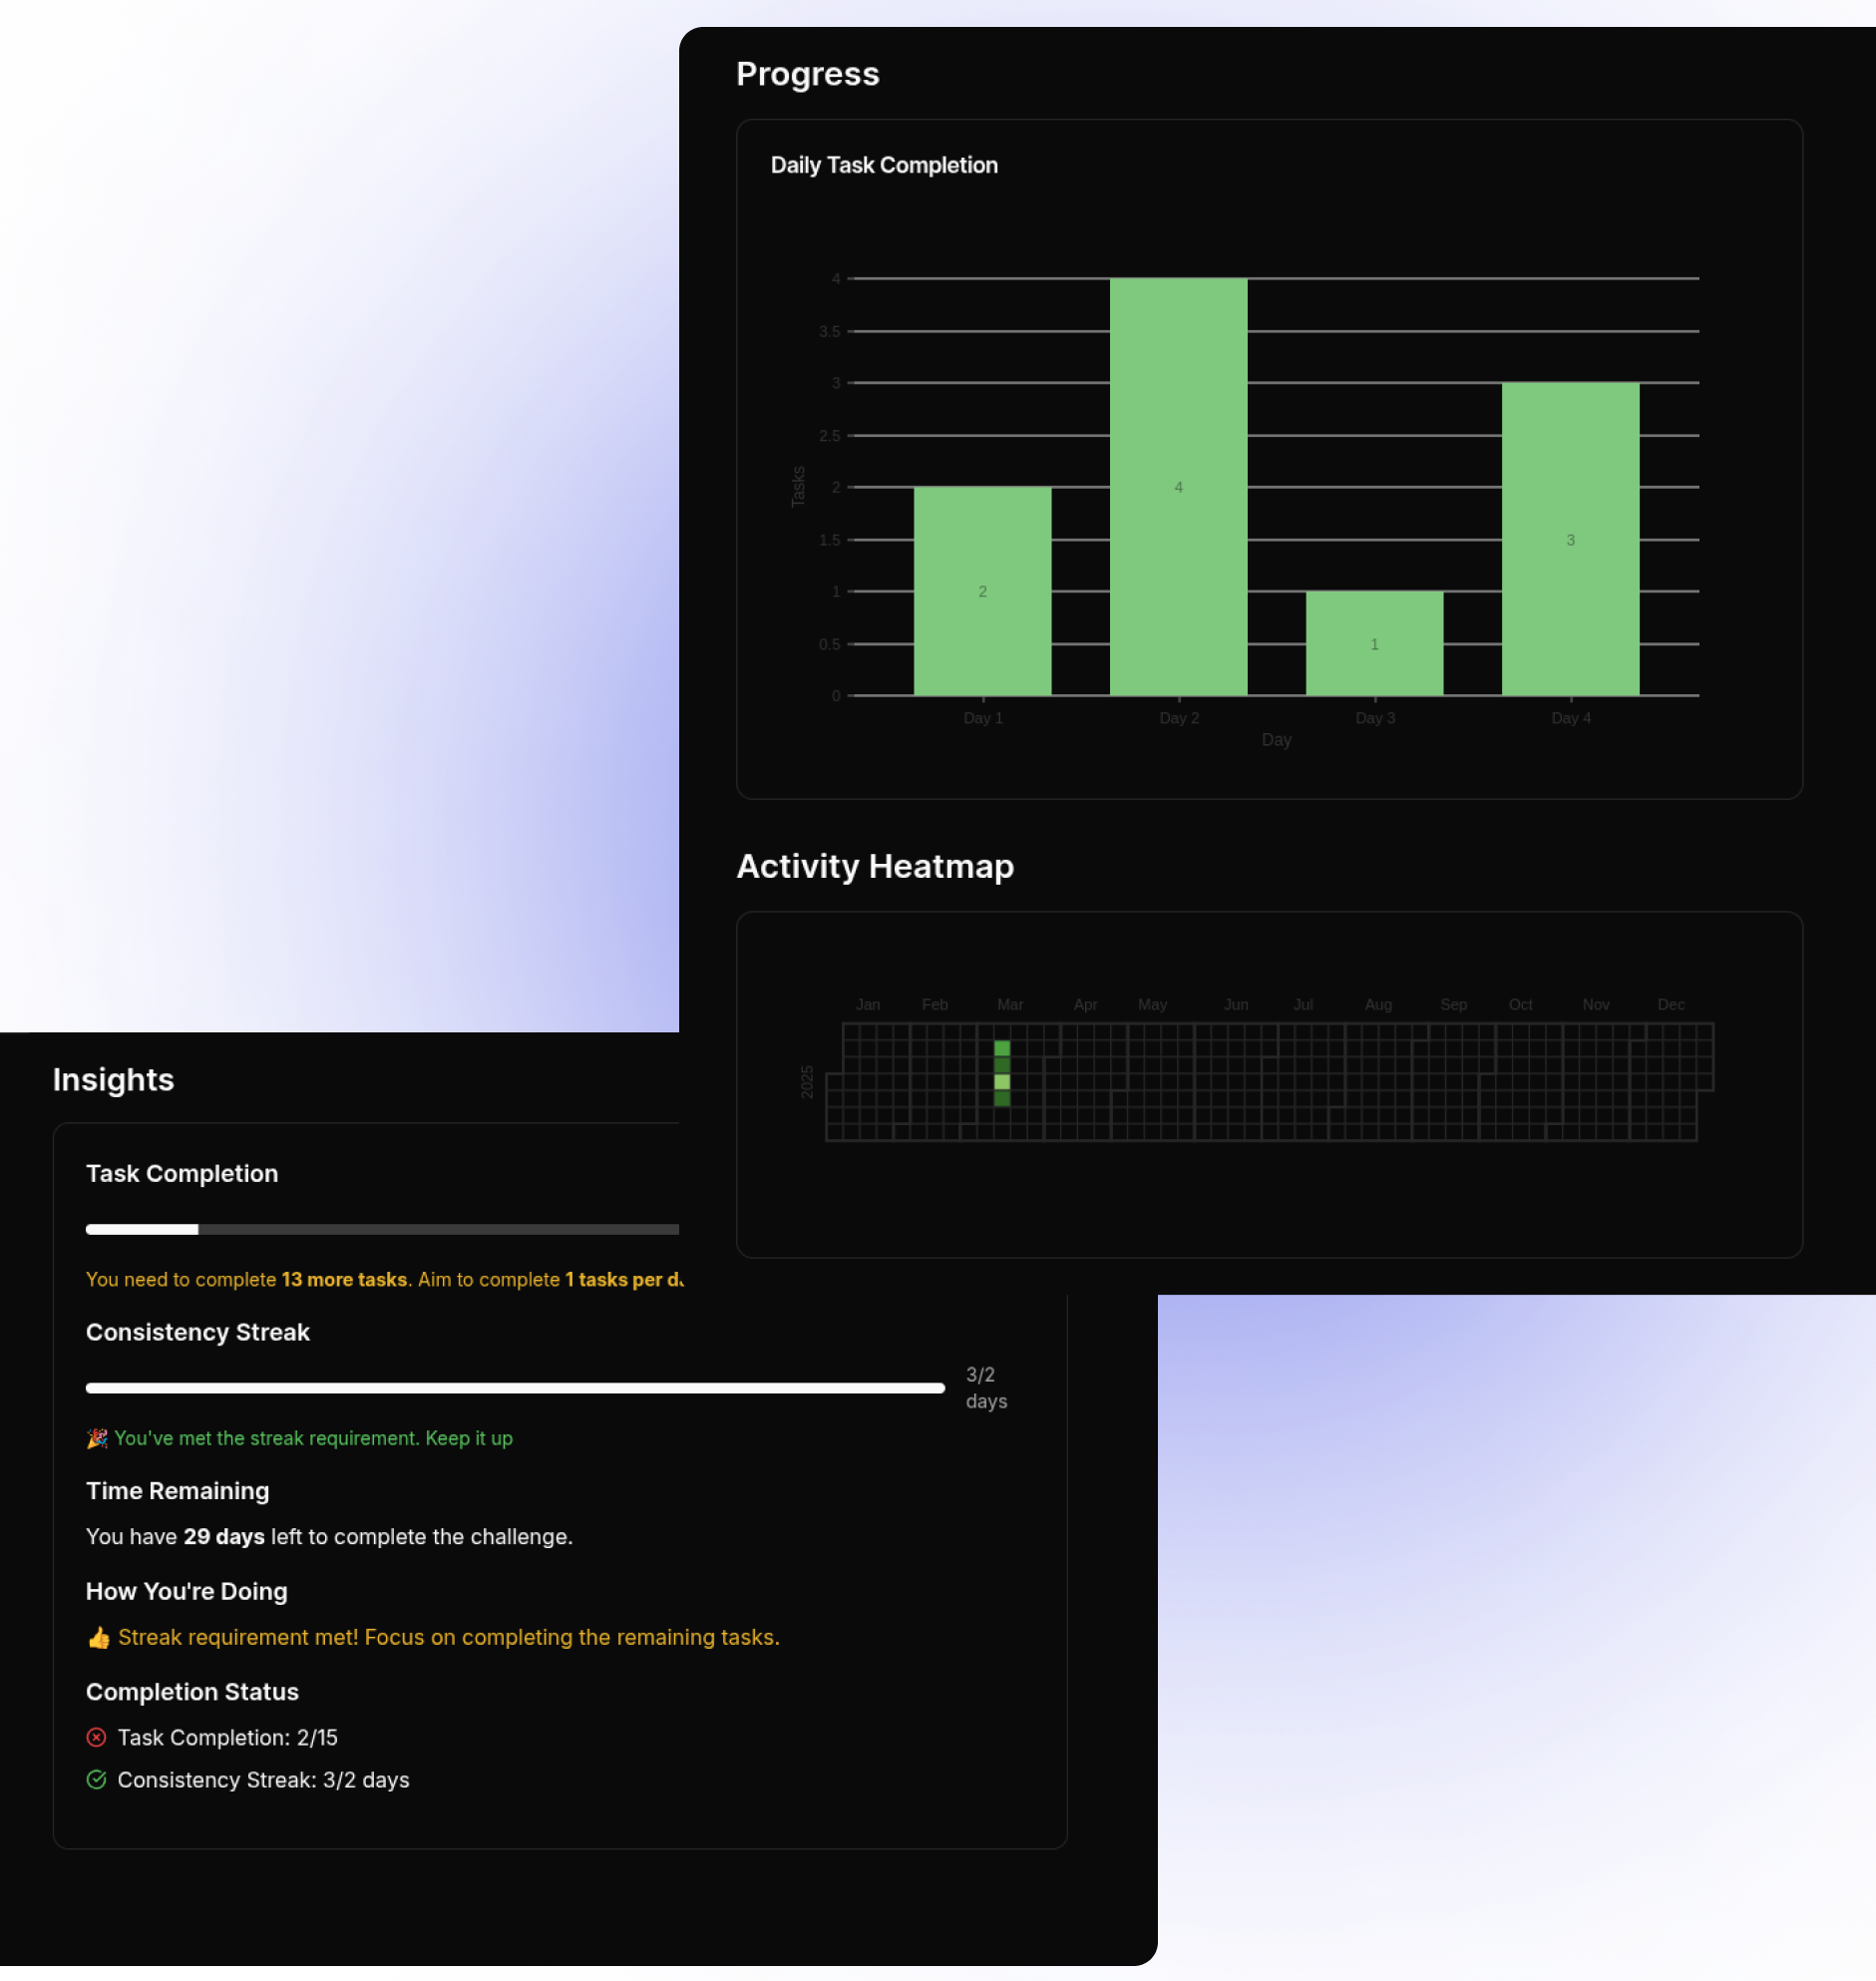 Progress
Daily Task Completion
4
3.5
3
2.5
2
1.5
1
0.5
0
Tasks
2
4
1
3
Day 1 Day 2 Day 3 Day 4
Day
Activity Heatmap
Jan Feb Mar Apr May Jun Jul Aug Sep Oct Nov Dec
2025
Insights
Task Completion
You need to complete 13 more tasks. Aim to complete 1 tasks per
Consistency Streak
3/2
days
🎉 You've met the streak requirement. Keep it up
Time Remaining
You have 29 days left to complete the challenge.
How You're Doing
👍 Streak requirement met! Focus on completing the remaining tasks.
Completion Status
Task Completion: 2/15
Consistency Streak: 3/2 days